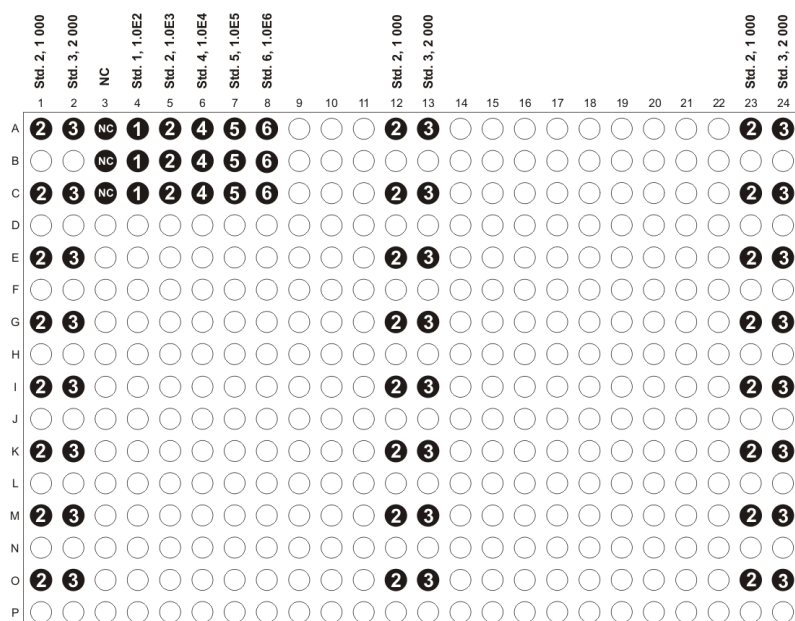 Std. 2, 1 000
Std. 3, 2 000
NC
Std. 1, 1.0E2
Std. 2, 1.0E3
Std. 4, 1.0E4
Std. 5, 1.0E5
Std. 6, 1.0E6
Std. 2, 1 000
Std. 3, 2 000
Std. 2, 1 000
Std. 3, 2 000
1 2 3 4 5 6 7 8 9 10 11 12 13 14 15 16 17 18 19 20 21 22 23 24
A 2 3 NC 1 2 4 5 6 2 3 2 3
B NC 1 2 4 5 6
C 2 3 NC 1 2 4 5 6 2 3 2 3
D
E 2 3 2 3 2 3
F
G 2 3 2 3 2 3
H
I 2 3 2 3 2 3
J
K 2 3 2 3 2 3
L
M 2 3 2 3 2 3
N
O 2 3 2 3 2 3
P